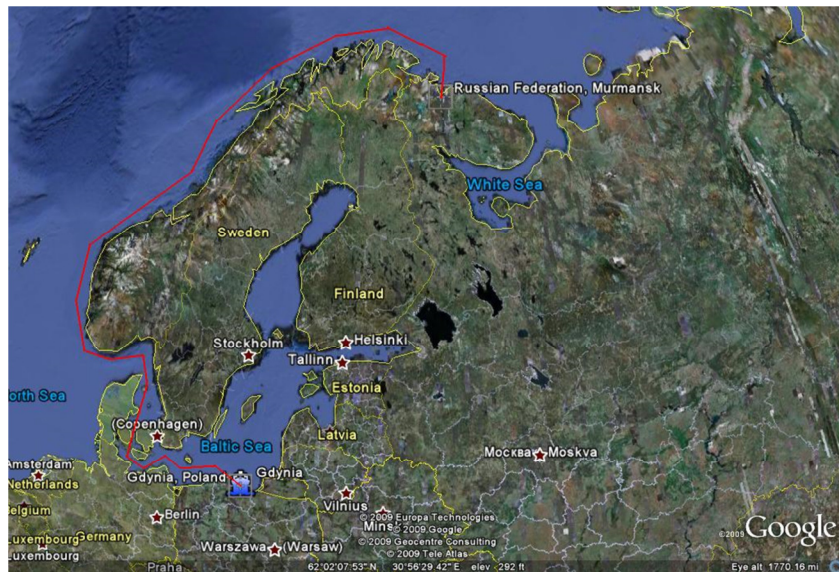 Russian Federation, Murmansk
White Sea
Sweden
Finland
Stockholm
Helsinki
Tallinn
Estonia
orth Sea
(Copenhagen)
Baltic Sea
Latvia
Москва Moskva
Amsterdam
Netherlands
Gdynia, Poland Gdynia
Vilnius
Belgium
Berlin
Minsk
© 2009 Europa Technologies
© 2009 Google
© 2009 Geocentre Consulting
© 2009 Tele Atlas
©2009 Google
Luxembourg Germany
Luxembourg
Warszawa (Warsaw)
Praha
62°02'07.53" N 30°56'29.42" E elev 292 ft
Eye alt 1770.16 mi